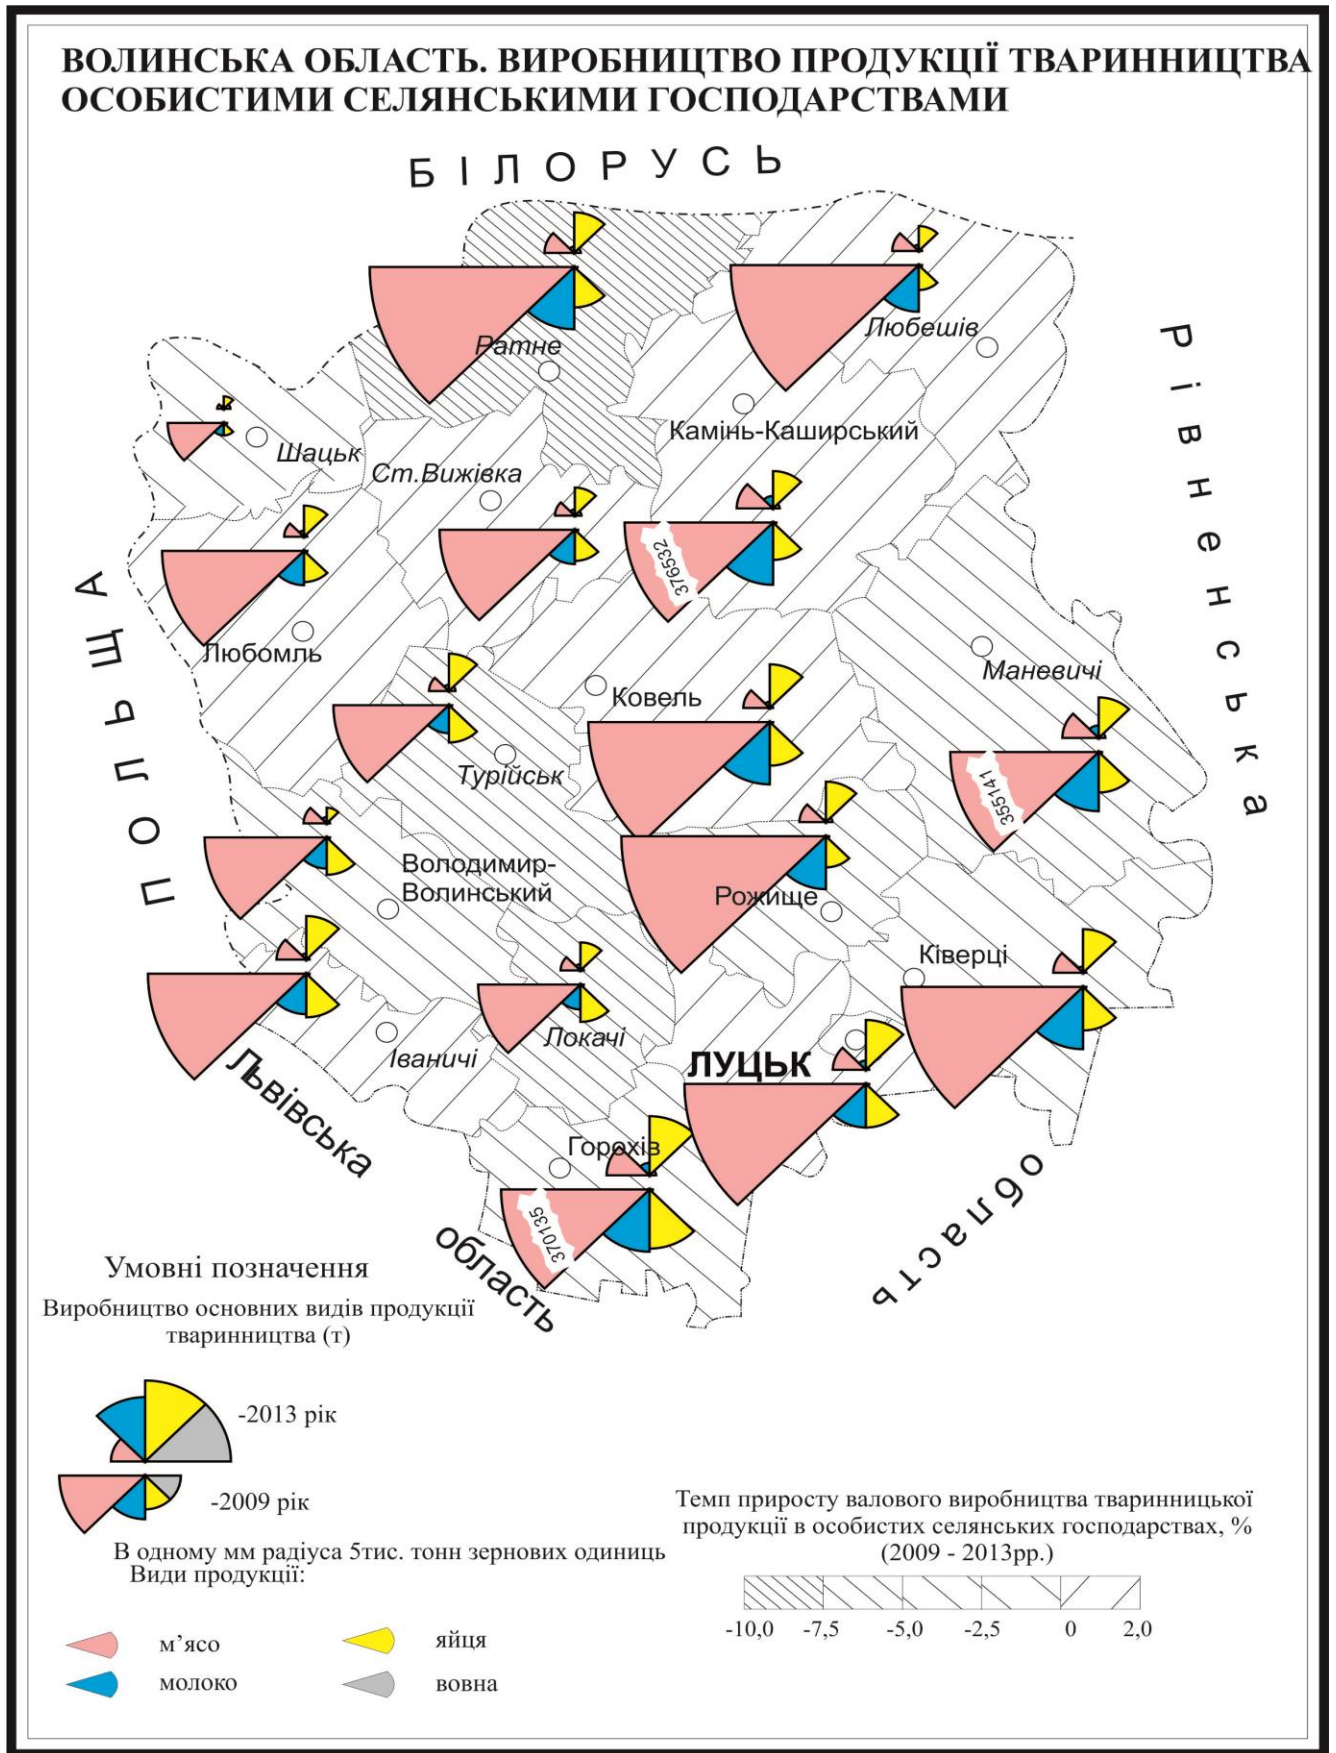 ВОЛИНСЬКА ОБЛАСТЬ. ВИРОБНИЦТВО ПРОДУКЦІЇ ТВАРИННИЦТВА
ОСОБИСТИМИ СЕЛЯНСЬКИМИ ГОСПОДАРСТВАМИ
БІЛОРУСЬ
Ратне
Любешів
Рівненська
Камінь-Каширський
Шацьк
Ст.Вижівка
376532
ПОЛЬЩА
Любомль
Маневичі
Ковель
Турійськ
355141
Володимир-
Волинський
Рожище
Ківерці
Іваничі
Локачі
ЛУЦЬК
Львівська
Горохів
область
370135
область
Умовні позначення
Виробництво основних видів продукції
тваринництва (т)
-2013 рік
-2009 рік
В одному мм радіуса 5тис. тонн зернових одиниць
Види продукції:
м’ясо
яйця
молоко
вовна
Темп приросту валового виробництва тваринницької
продукції в особистих селянських господарствах, %
(2009 - 2013рр.)
-10,0 -7,5 -5,0 -2,5 0 2,0